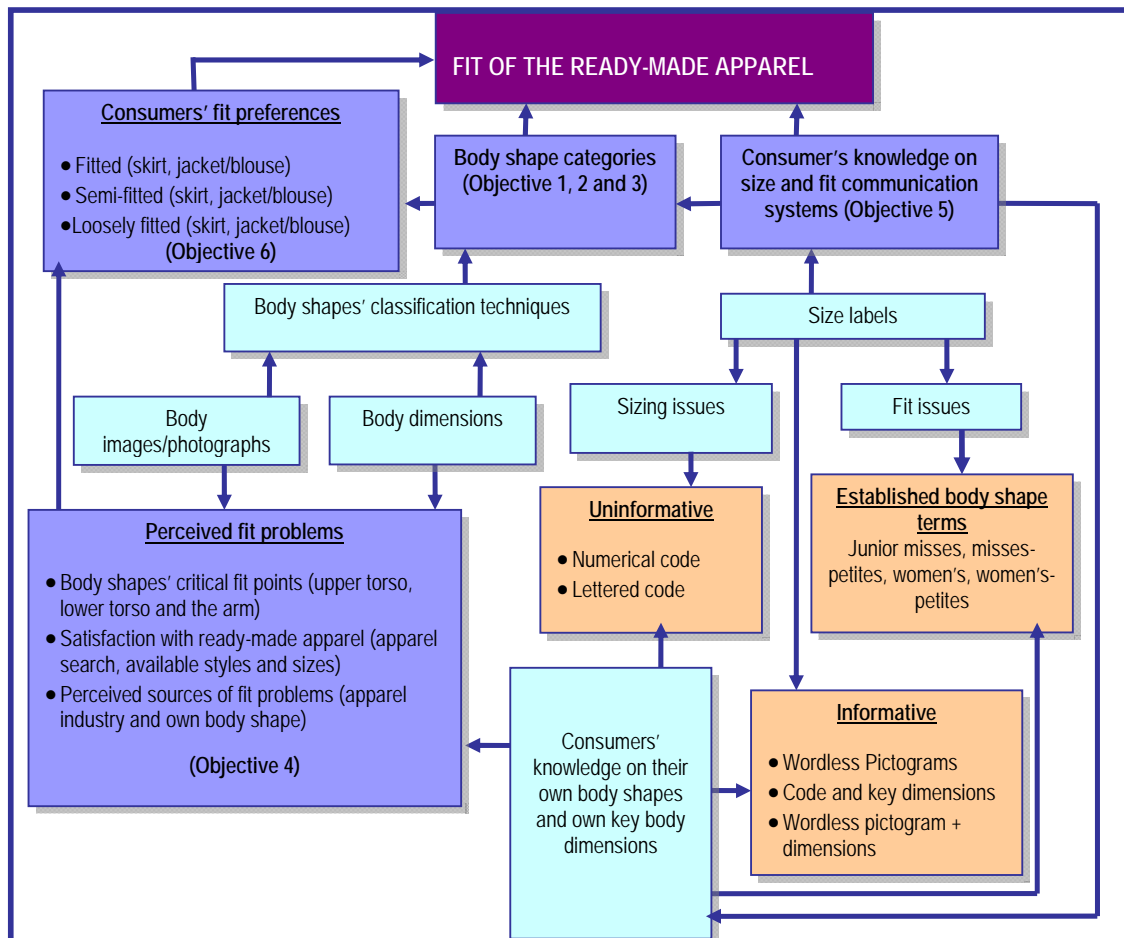 FIT OF THE READY-MADE APPAREL
Consumers’ fit preferences
• Fitted (skirt, jacket/blouse)
• Semi-fitted (skirt, jacket/blouse)
• Loosely fitted (skirt, jacket/blouse)
(Objective 6)
Body shape categories
(Objective 1, 2 and 3)
Consumer’s knowledge on
size and fit communication
systems (Objective 5)
Body shapes’ classification techniques
Size labels
Body
images/photographs
Body dimensions
Sizing issues
Fit issues
Perceived fit problems
• Body shapes’ critical fit points (upper torso,
lower torso and the arm)
• Satisfaction with ready-made apparel (apparel
search, available styles and sizes)
• Perceived sources of fit problems (apparel
industry and own body shape)
(Objective 4)
Uninformative
• Numerical code
• Lettered code
Established body shape
terms
Junior misses, misses-
petites, women’s, women’s-
petites
Consumers’
knowledge on their
own body shapes
and own key body
dimensions
Informative
• Wordless Pictograms
• Code and key dimensions
• Wordless pictogram +
dimensions